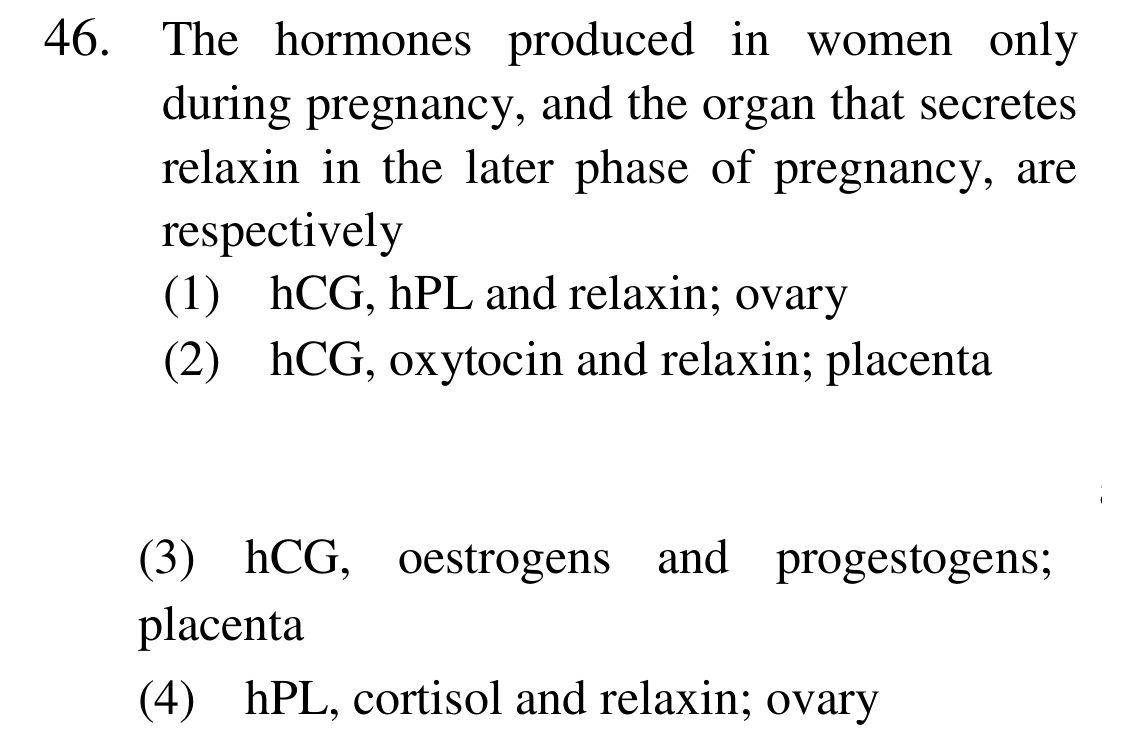 46. The hormones produced in women only
during pregnancy, and the organ that secretes
relaxin in the later phase of pregnancy, are
respectively
(1) hCG, hPL and relaxin; ovary
(2) hCG, oxytocin and relaxin; placenta
(3) hCG, oestrogens and progestogens;
placenta
(4) hPL, cortisol and relaxin; ovary